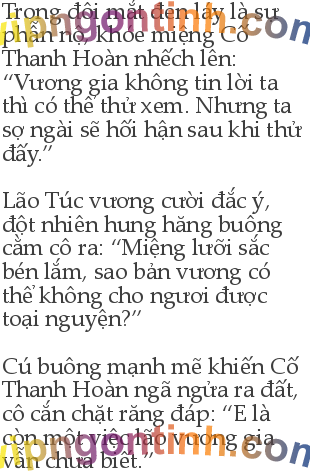 Trong đôi mắt đen láy là sự
phẫn nộ, khóe miệng Cố
Thanh Hoàn nhếch lên:
“Vương gia không tin lời ta
thì có thể thử xem. Nhưng ta
sợ ngài sẽ hối hận sau khi thử
đấy.”
Lão Túc vương cười đắc ý,
đột nhiên hung hăng buông
cằm cô ra: “Miệng lưỡi sắc
bén lắm, sao bản vương có
thể không cho ngươi được
toại nguyện?”
Cú buông mạnh mẽ khiến Cố
Thanh Hoàn ngã ngửa ra đất,
cô cắn chặt răng đáp: “E là
còn một việc lão vương gia
vẫn chưa biết.”
vipngontinh.com
vipngontinh.com